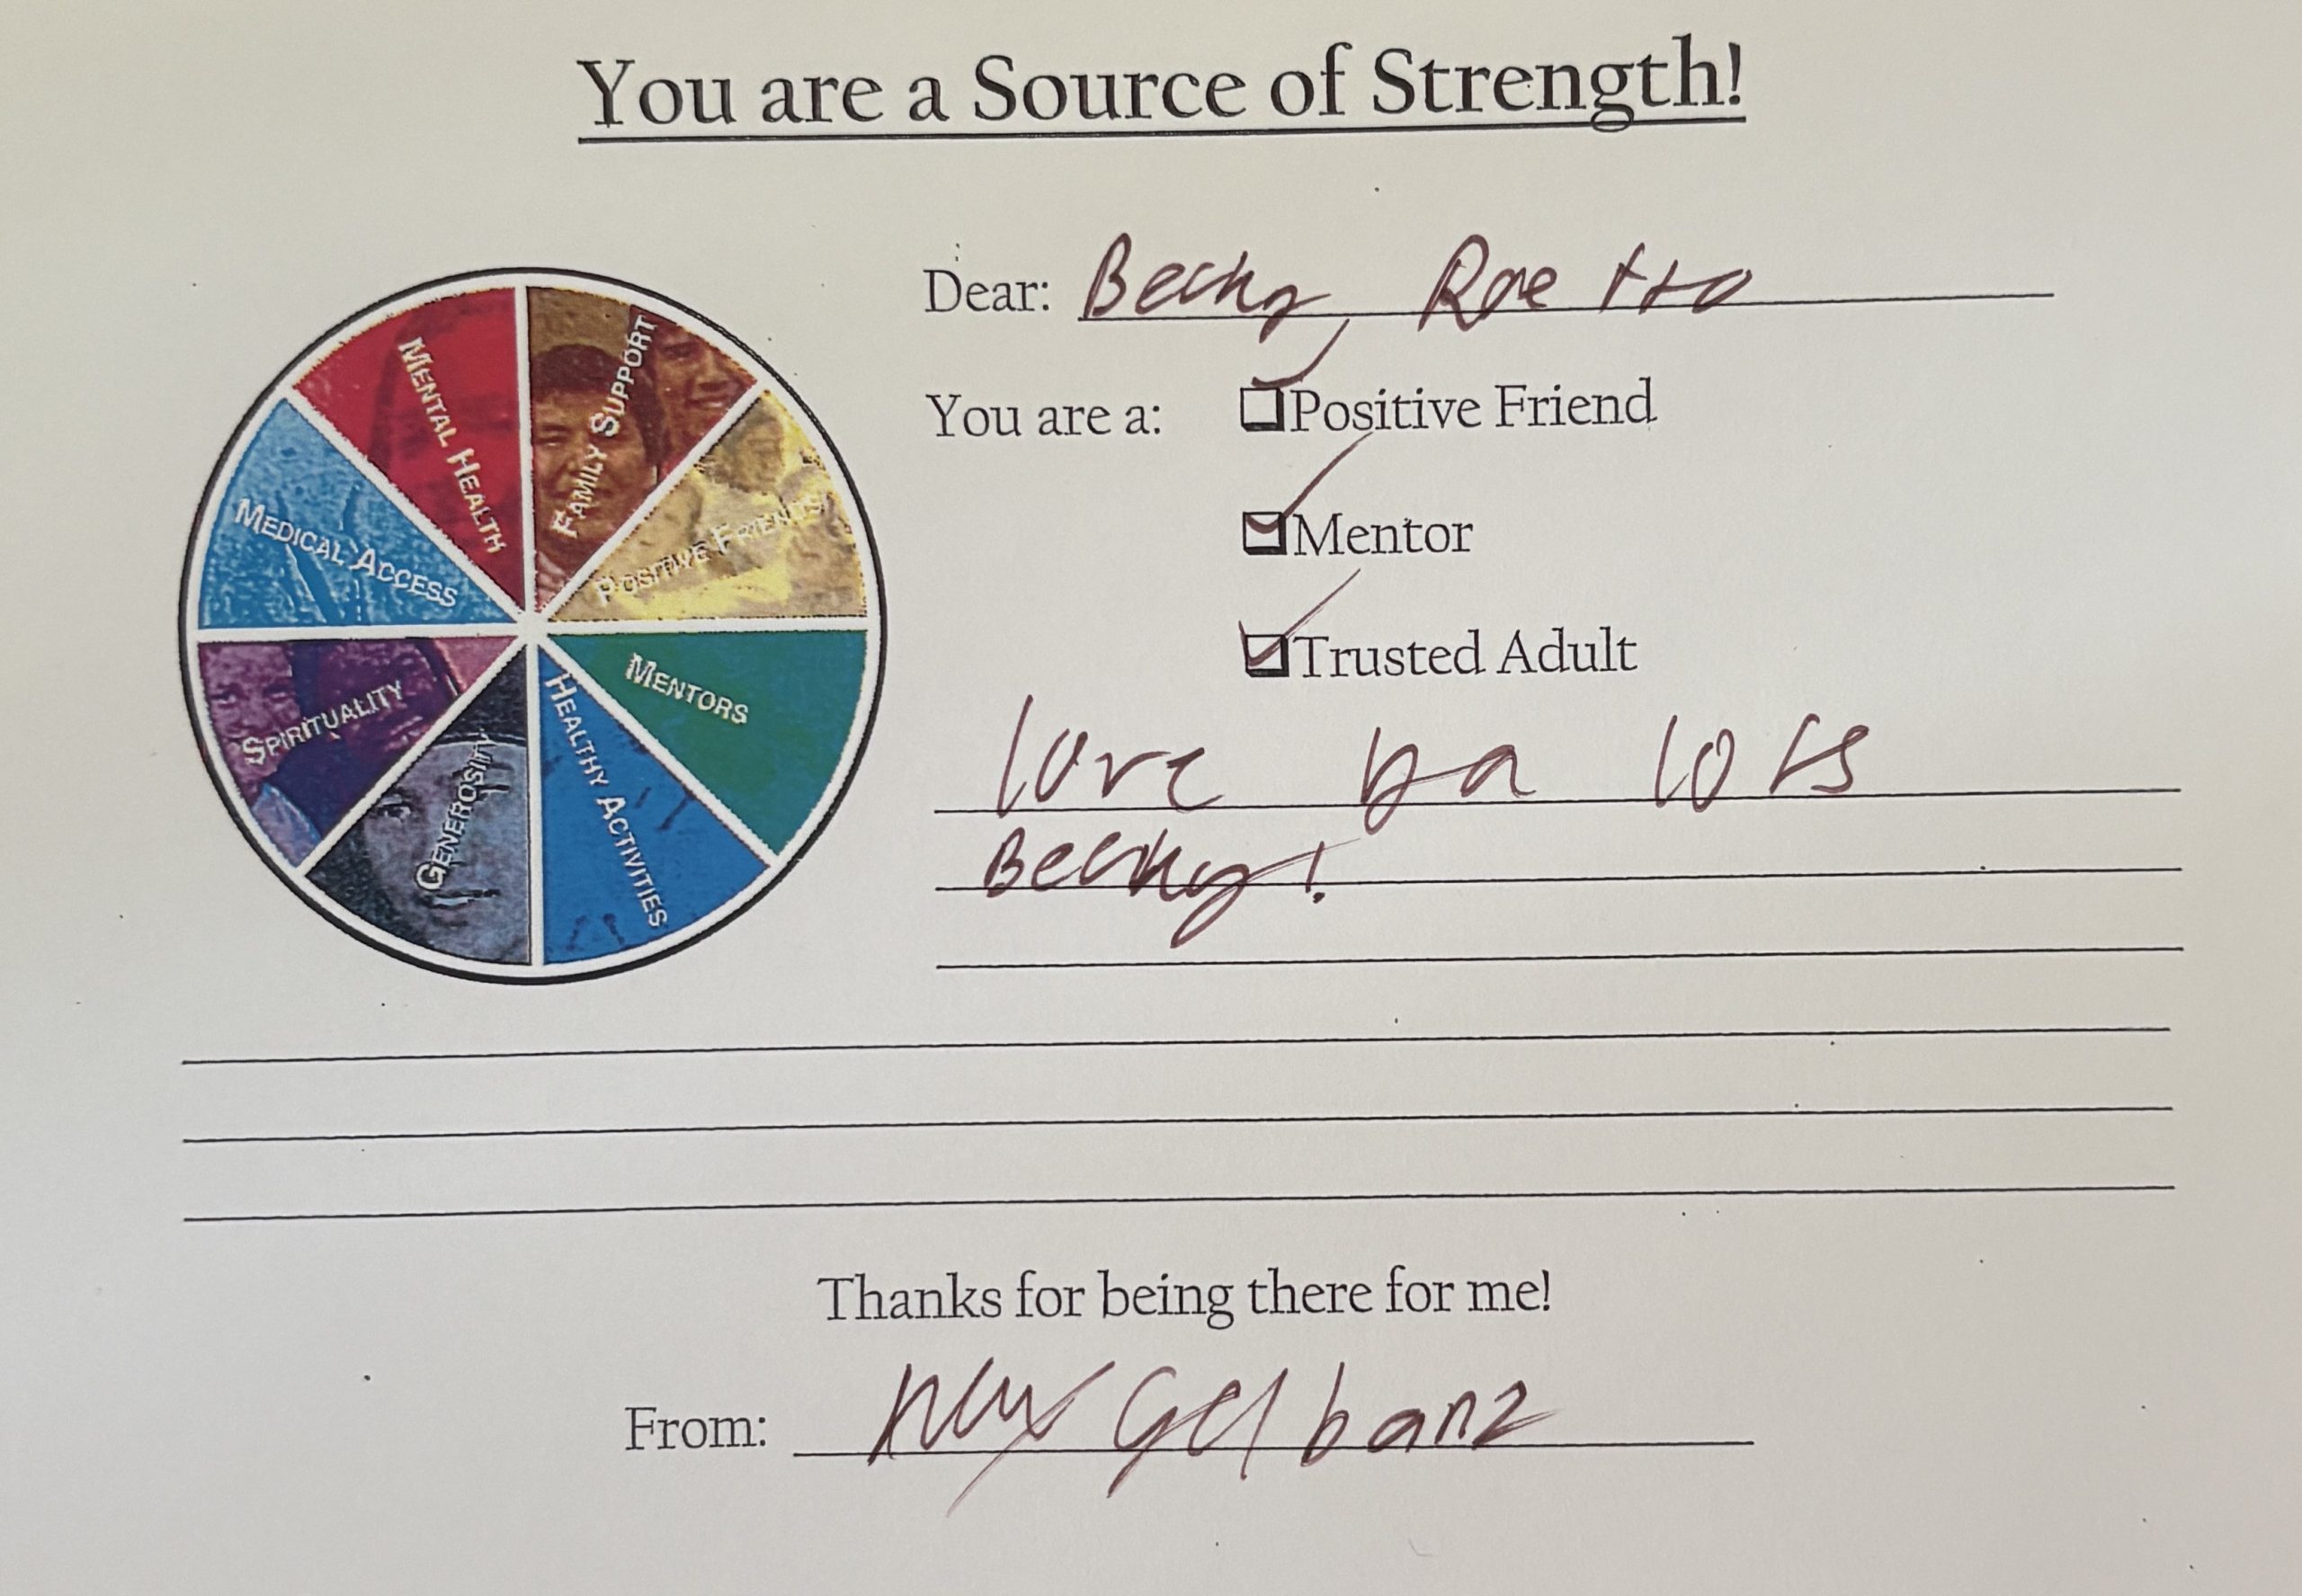 You are a Source of Strength!
Dear: Becky
You are a: Positive Friend
Mentor
Trusted Adult
love ya lots
Becky!
MENTAL HEALTH
FAMILY SUPPORT
POSITIVE FRIENDS
MENTORS
HEALTHY ACTIVITIES
GENEROSITY
SPIRITUALITY
MEDICAL ACCESS
Thanks for being there for me!
From: Gelbanz